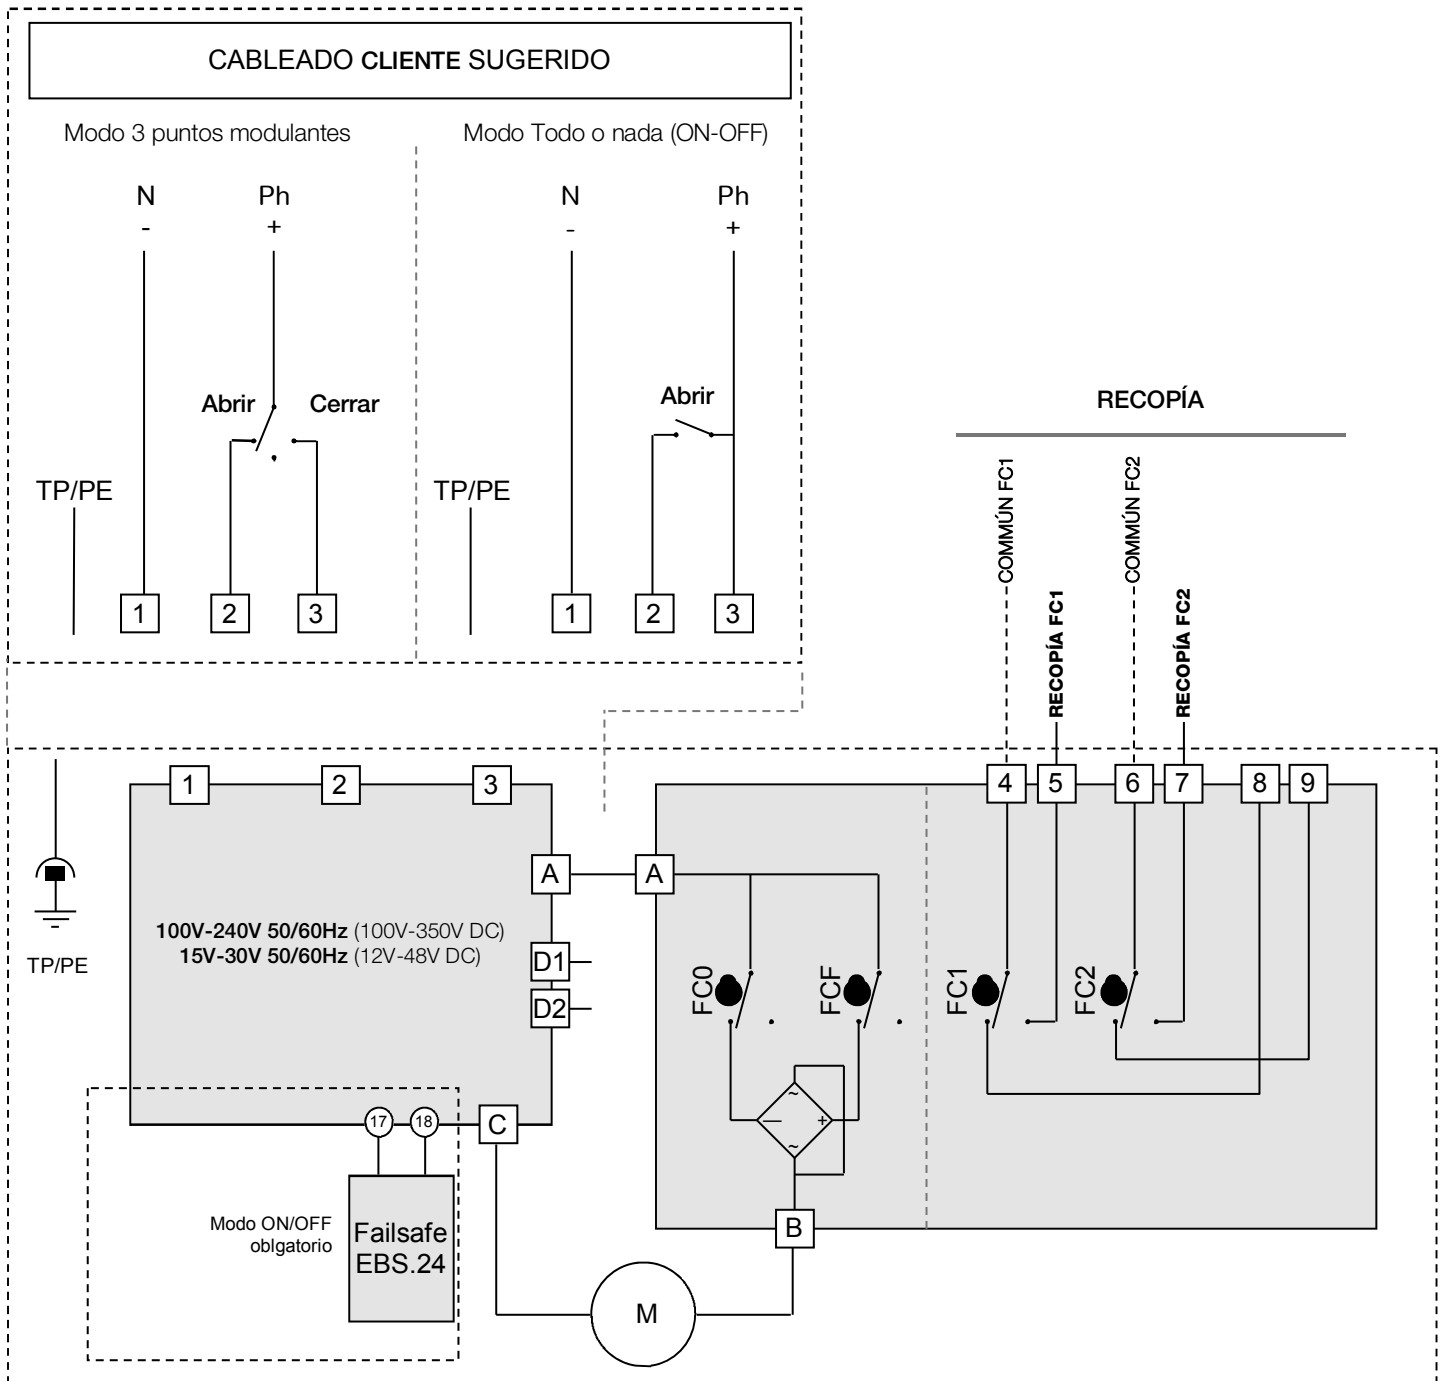 CABLEADO CLIENTE SUGERIDO
Modo 3 puntos modulantes
Modo Todo o nada (ON-OFF)
N
Ph
N
Ph
-
+
-
+
Abrir
Cerrar
Abrir
TP/PE
TP/PE
1
2
3
1
2
3
RECOPÍA
COMMÚN FC1
RECOPÍA FC1
COMMÚN FC2
RECOPÍA FC2
1
2
3
4
5
6
7
8
9
A
A
100V-240V 50/60Hz (100V-350V DC)
15V-30V 50/60Hz (12V-48V DC)
D1
D2
TP/PE
FC0
FCF
FC1
FC2
~
—
+
~
17
18
C
B
Modo ON/OFF
oblgatorio
Failsafe
EBS.24
M